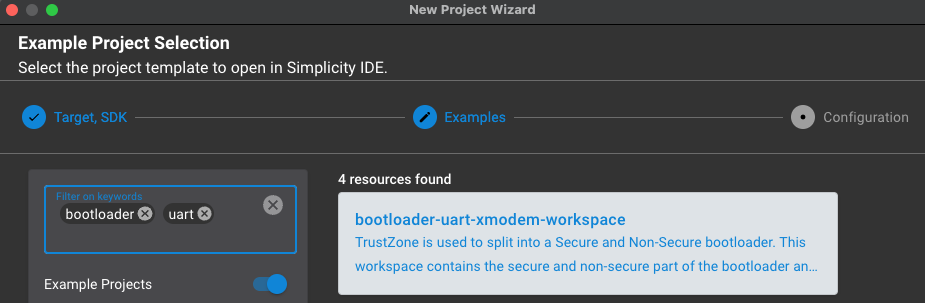 New Project Wizard
Example Project Selection
Select the project template to open in Simplicity IDE.
Target, SDK
Examples
Configuration
Filter on keywords
bootloader
uart
Example Projects
4 resources found
bootloader-uart-xmodem-workspace
TrustZone is used to split into a Secure and Non-Secure bootloader. This
workspace contains the secure and non-secure part of the bootloader an...